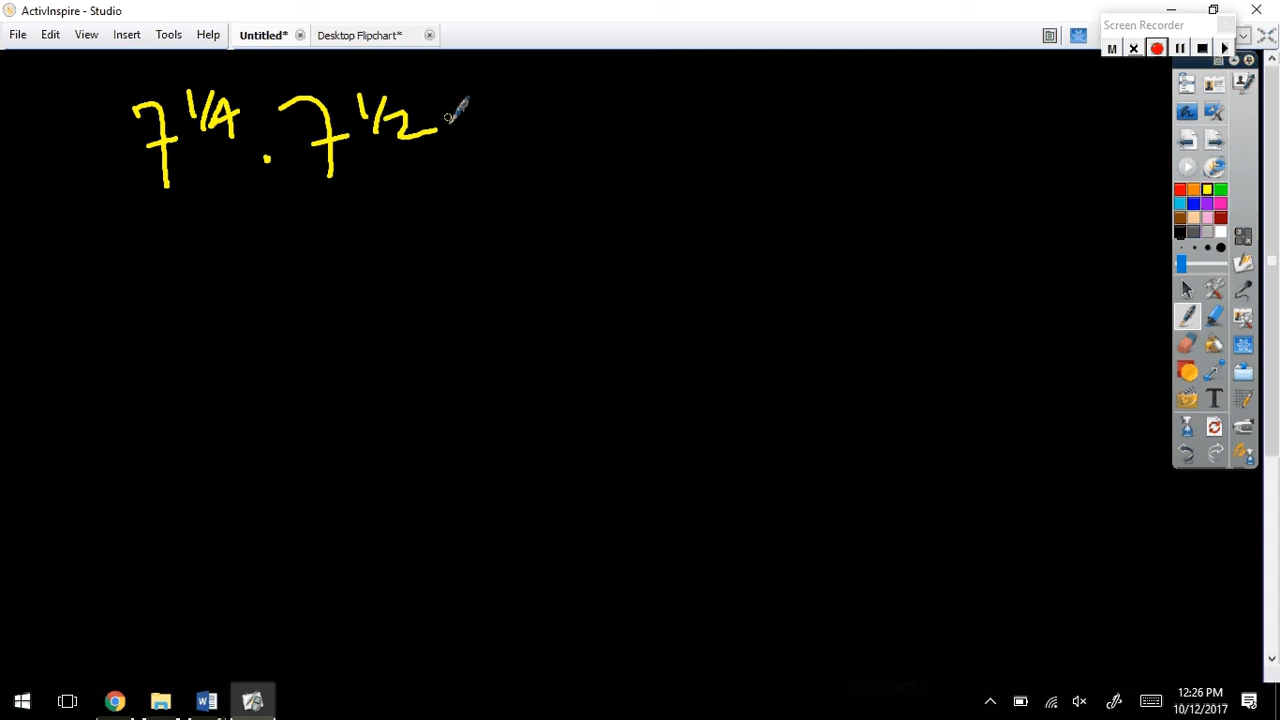 ActivInspire - Studio
Screen Recorder
File Edit View Insert Tools Help Untitled* Desktop Flipchart*
M
7^1/4 . 7^1/2
T
12:26 PM
10/12/2017